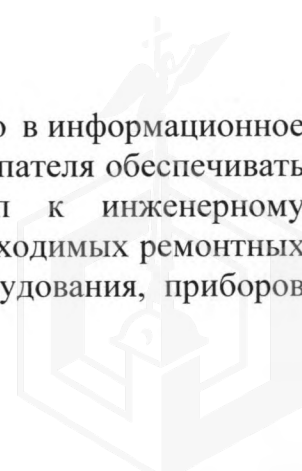 о в информационное
пателя обеспечивать
п к инженерному
ходимых ремонтных
удования, приборов